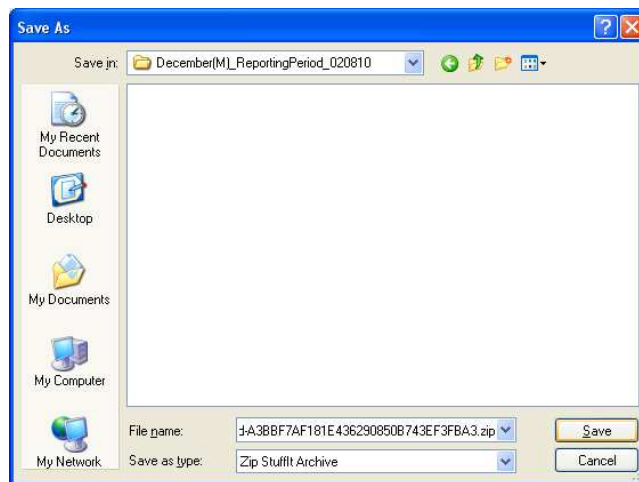 Save As
Save in:
December(M)_ReportingPeriod_020810
My Recent
Documents
Desktop
My Documents
My Computer
My Network
File name:
d-A3BBF7AF181E436290850B743EF3FBA3.zip
Save
Save as type:
Zip StuffIt Archive
Cancel